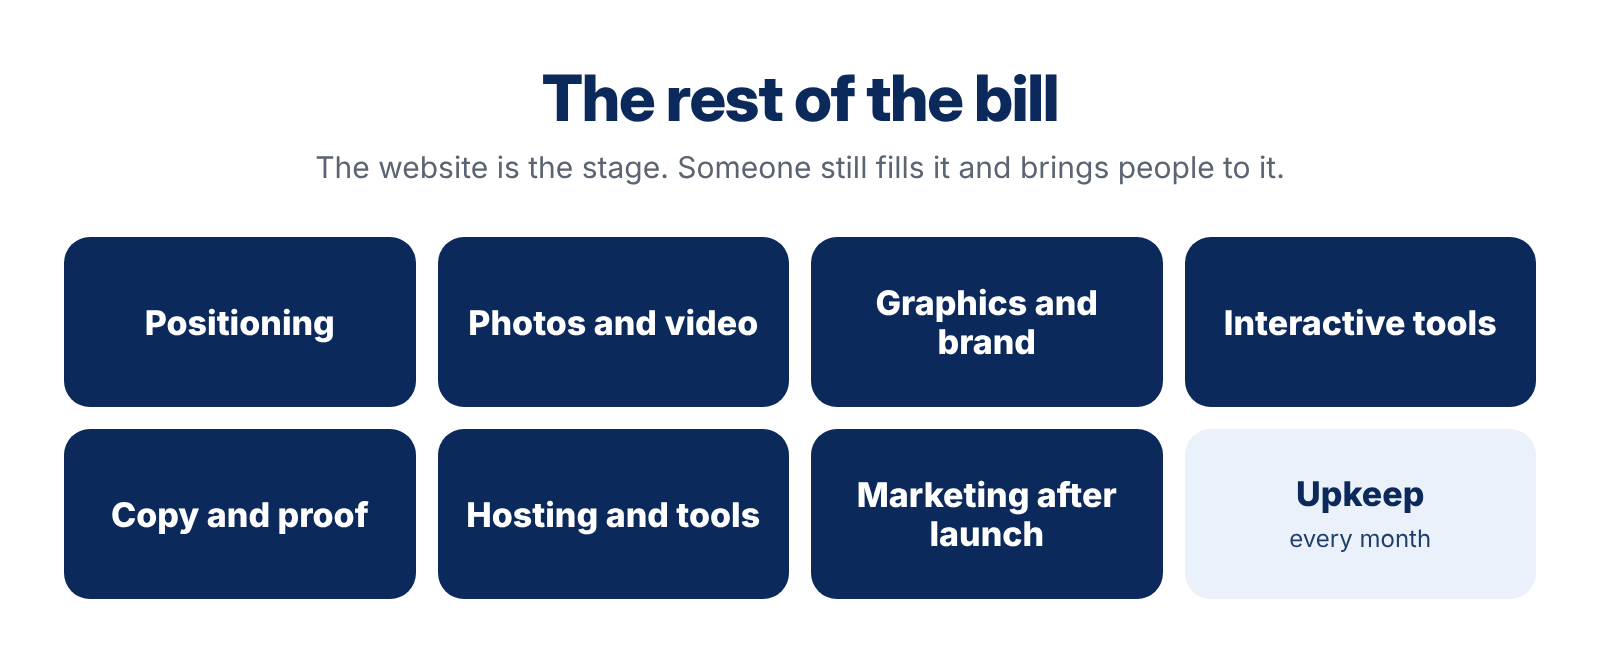 The rest of the bill
The website is the stage. Someone still fills it and brings people to it.
Positioning
Photos and video
Graphics and
brand
Interactive tools
Copy and proof
Hosting and tools
Marketing after
launch
Upkeep
every month